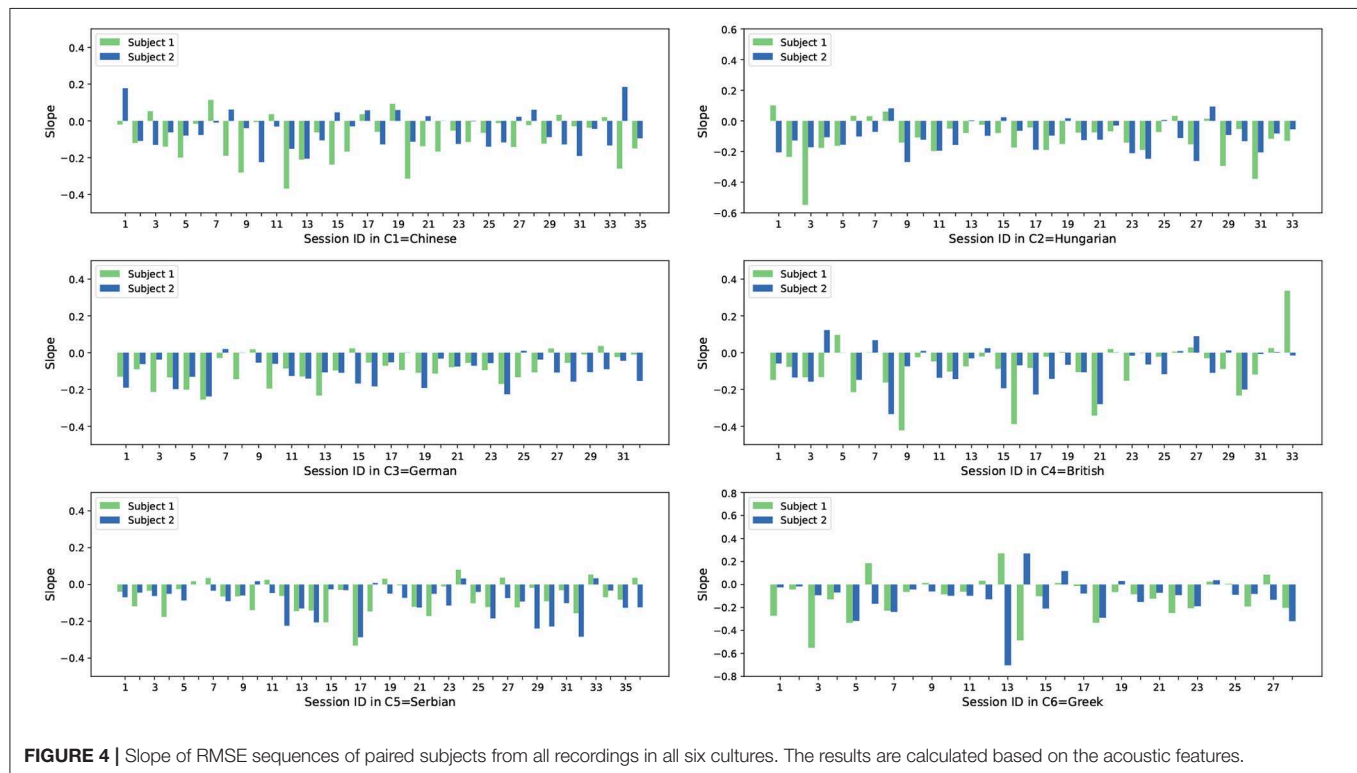 Subject 1
Subject 2
0.4
0.2
0.0
−0.2
−0.4
Slope
1 3 5 7 9 11 13 15 17 19 21 23 25 27 29 31 33 35
Session ID in C1=Chinese
Subject 1
Subject 2
0.6
0.4
0.2
0.0
−0.2
−0.4
−0.6
Slope
1 3 5 7 9 11 13 15 17 19 21 23 25 27 29 31 33
Session ID in C2=Hungarian
Subject 1
Subject 2
0.4
0.2
0.0
−0.2
−0.4
Slope
1 3 5 7 9 11 13 15 17 19 21 23 25 27 29 31
Session ID in C3=German
Subject 1
Subject 2
0.4
0.2
0.0
−0.2
−0.4
Slope
1 3 5 7 9 11 13 15 17 19 21 23 25 27 29 31 33
Session ID in C4=British
Subject 1
Subject 2
0.4
0.2
0.0
−0.2
−0.4
Slope
1 3 5 7 9 11 13 15 17 19 21 23 25 27 29 31 33 35
Session ID in C5=Serbian
Subject 1
Subject 2
0.8
0.6
0.4
0.2
0.0
−0.2
−0.4
−0.6
−0.8
Slope
1 3 5 7 9 11 13 15 17 19 21 23 25 27
Session ID in C6=Greek
FIGURE 4 | Slope of RMSE sequences of paired subjects from all recordings in all six cultures. The results are calculated based on the acoustic features.